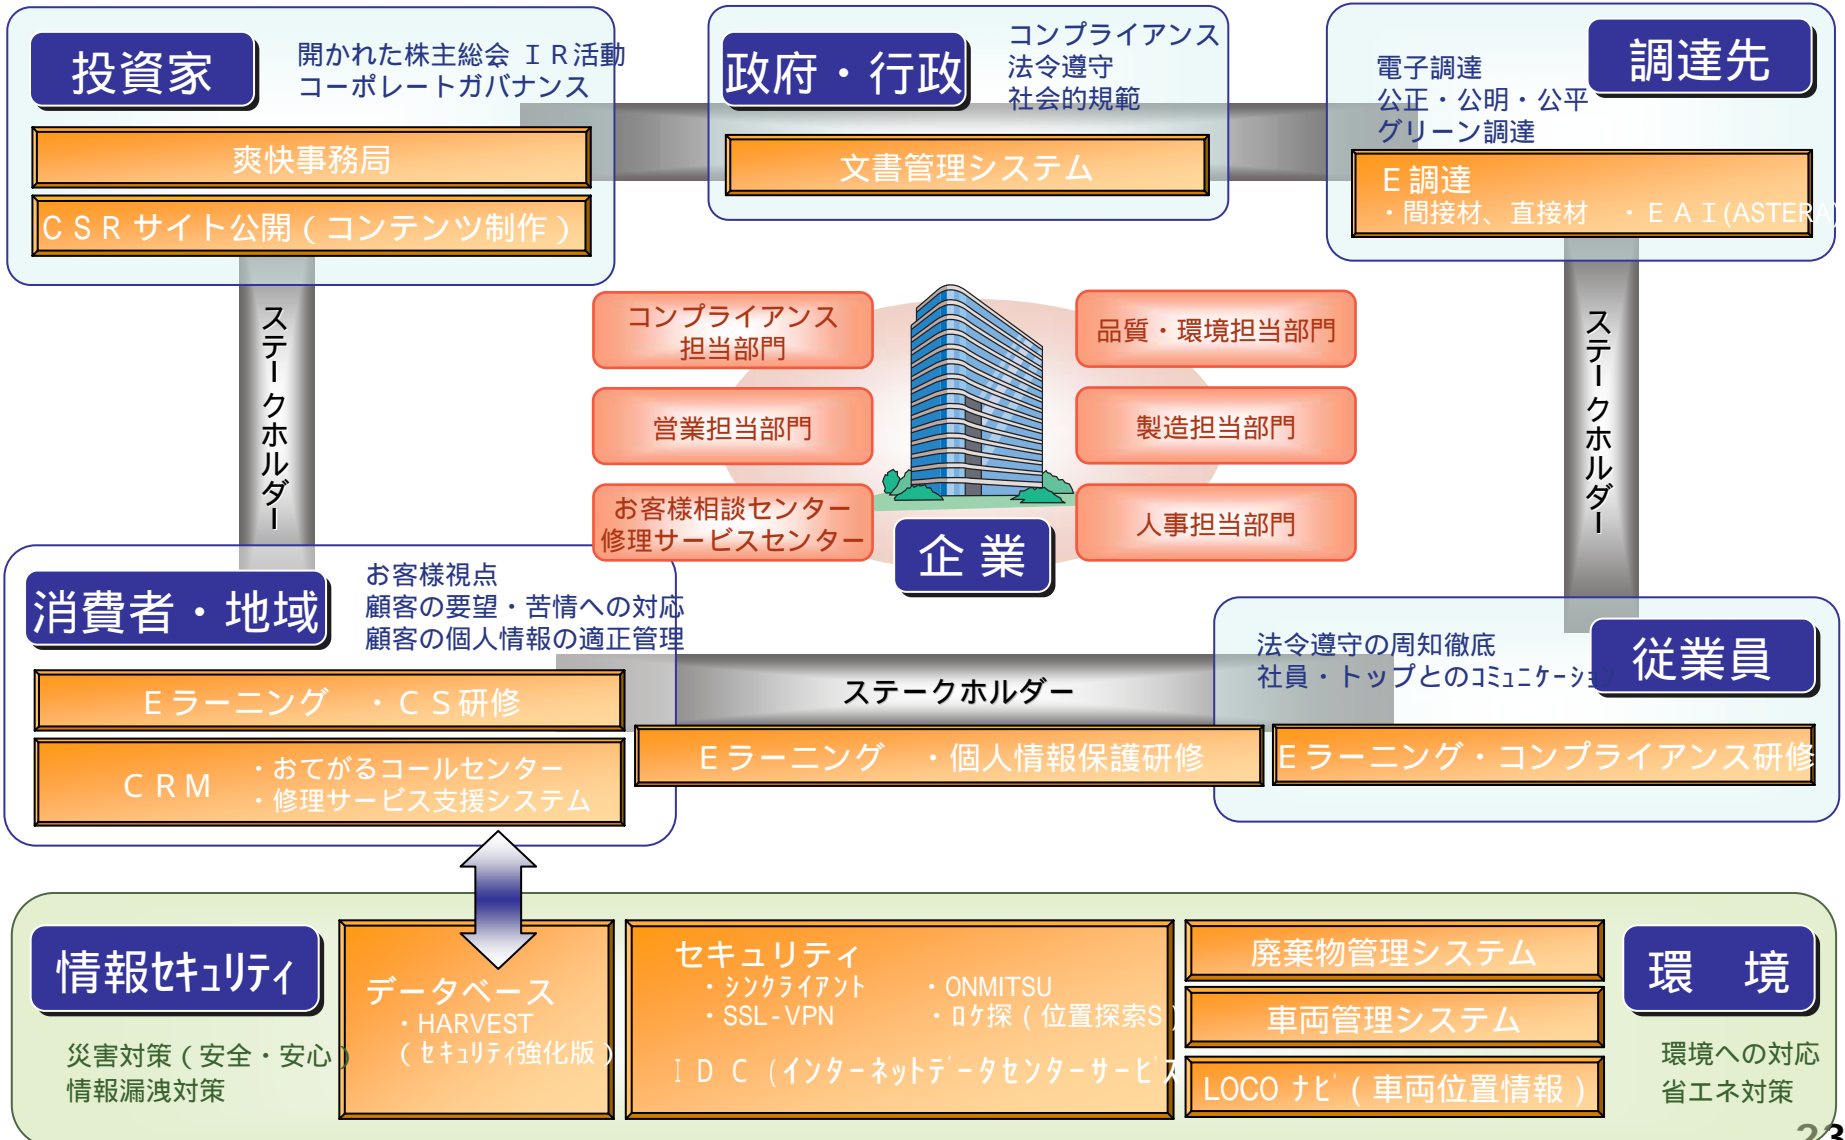 投資家
開かれた株主総会 ＩＲ活動
コーポレートガバナンス
爽快事務局
ＣＳＲサイト公開（コンテンツ制作）
政府・行政
コンプライアンス
法令遵守
社会的規範
文書管理システム
調達先
電子調達
公正・公明・公平
グリーン調達
Ｅ調達
・間接材、直接材　・ＥＡＩ(ASTERIA)
ステークホルダー
コンプライアンス
担当部門
営業担当部門
お客様相談センター
修理サービスセンター
品質・環境担当部門
製造担当部門
人事担当部門
企 業
ステークホルダー
消費者・地域
お客様視点
顧客の要望・苦情への対応
顧客の個人情報の適正管理
Ｅラーニング　・ＣＳ研修
ＣＲＭ
・おてがるコールセンター
・修理サービス支援システム
ステークホルダー
Ｅラーニング　・個人情報保護研修
法令遵守の周知徹底
社員・トップとのｺﾐｭﾆｹｰｼｮﾝ
従業員
Ｅラーニング・コンプライアンス研修
情報ｾｷｭﾘﾃｨ
災害対策（安全・安心）
情報漏洩対策
データベース
・HARVEST
（ｾｷｭﾘﾃｨ強化版）
セキュリティ
・ｼﾝｸﾗｲｱﾝﾄ　・ONMITSU
・SSL-VPN　・ﾛｹ探（位置探索S）
ＩＤＣ（ｲﾝﾀｰﾈｯﾄﾃﾞｰﾀｾﾝﾀｰｻｰﾋﾞｽ
廃棄物管理システム
車両管理システム
LOCOﾅﾋﾞ（車両位置情報）
環　境
環境への対応
省エネ対策
23